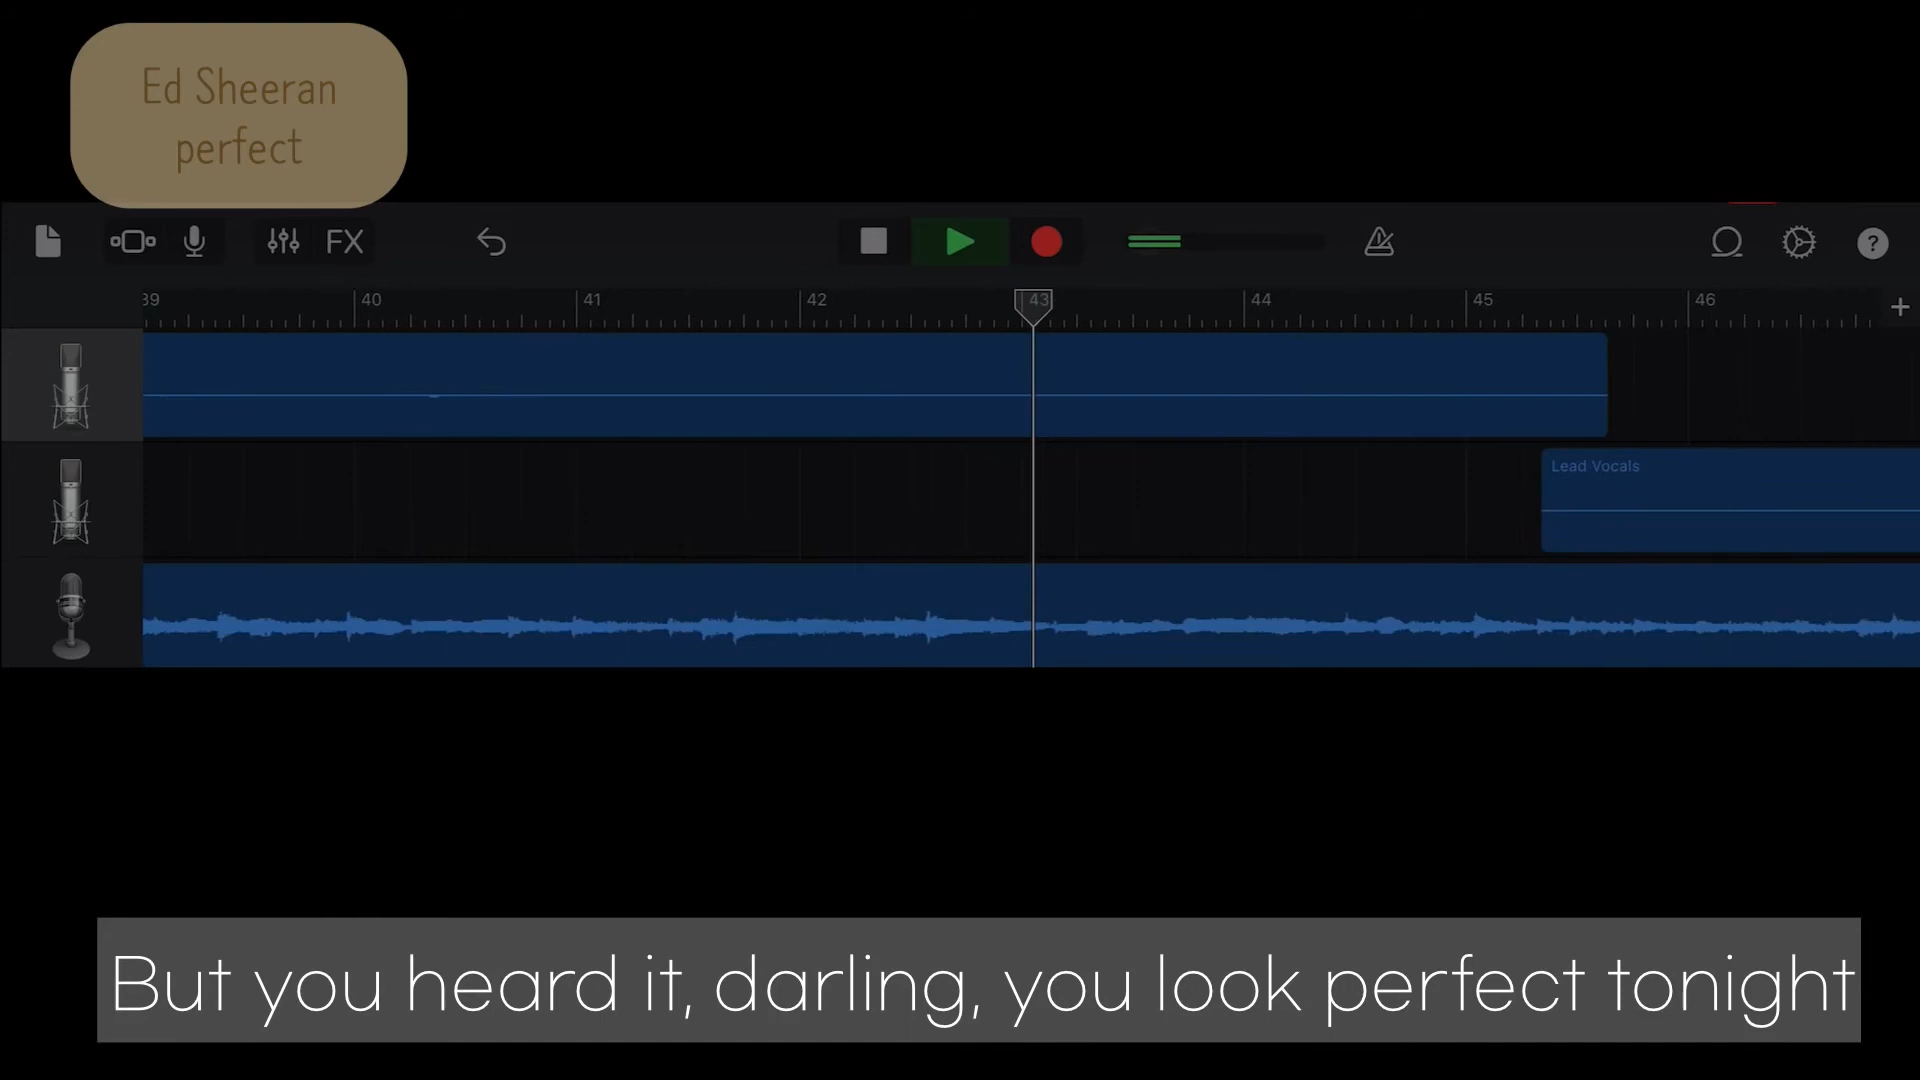 Ed Sheeran
perfect
FX
39 40 41 42 43 44 45 46
Lead Vocals
But you heard it, darling, you look perfect tonight